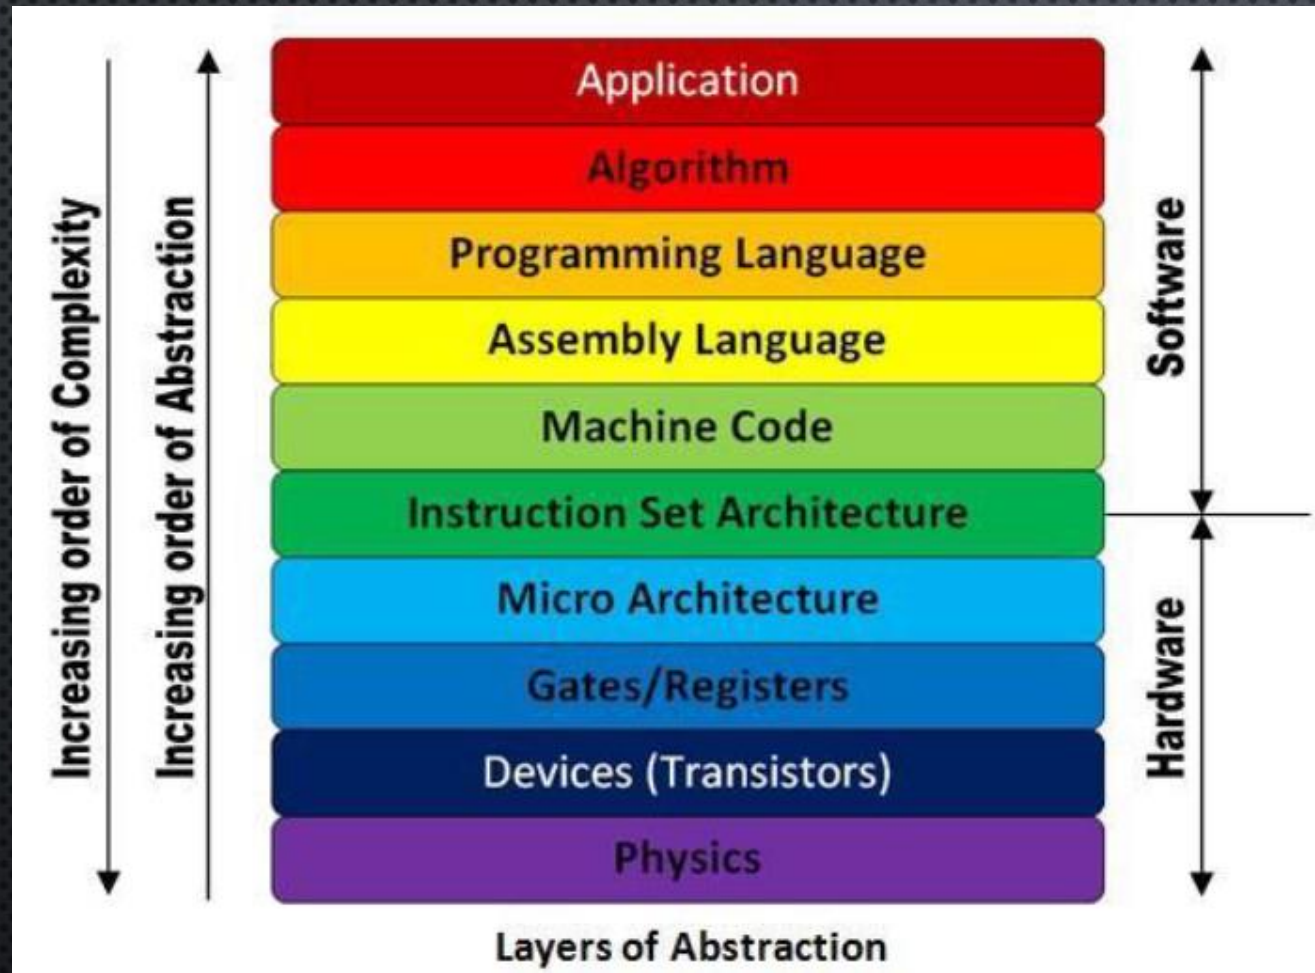 Increasing order of Complexity
Increasing order of Abstraction
Application
Algorithm
Programming Language
Assembly Language
Machine Code
Instruction Set Architecture
Micro Architecture
Gates/Registers
Devices (Transistors)
Physics
Software
Hardware
Layers of Abstraction